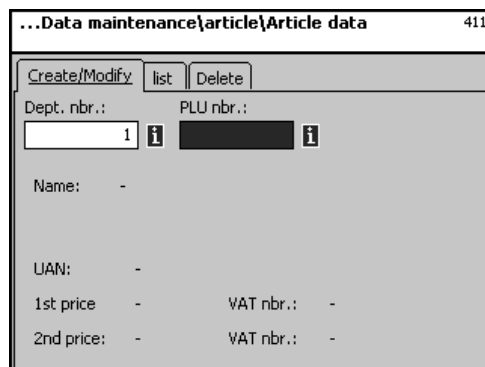 ...Data maintenance\article\Article data 411
Create/Modify list Delete
Dept. nbr.: PLU nbr.:
1 i i
Name: -
UAN: -
1st price - VAT nbr.: -
2nd price: - VAT nbr.: -